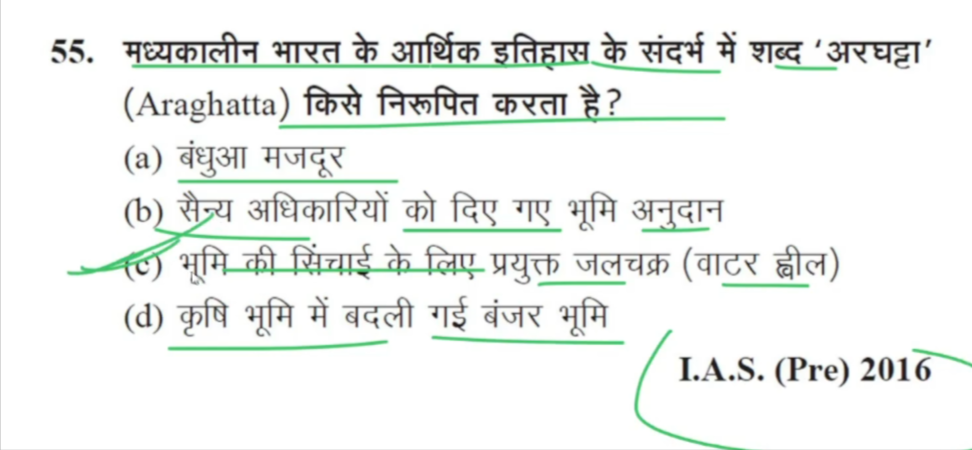 55. मध्यकालीन भारत के आर्थिक इतिहास के संदर्भ में शब्द ‘अरघट्टा’
(Araghatta) किसे निरूपित करता है?
(a) बंधुआ मजदूर
(b) सैन्य अधिकारियों को दिए गए भूमि अनुदान
(c) भूमि की सिंचाई के लिए प्रयुक्त जलचक्र (वाटर ह्वील)
(d) कृषि भूमि में बदली गई बंजर भूमि
I.A.S. (Pre) 2016